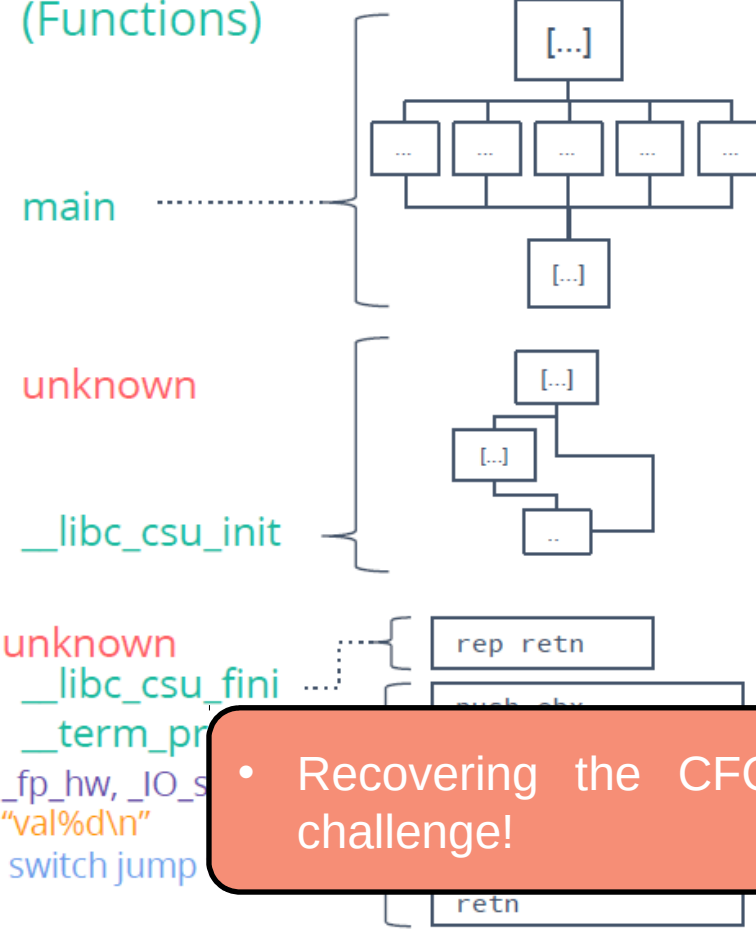 (Functions)
[...]
... ... ... ... ...
main
[...]
unknown
[...]
[...]
__libc_csu_init
..
unknown
rep retn
__libc_csu_fini
__term_pr
_fp_hw, _IO_s
“val%d\n”
switch jump
• Recovering the CFG
challenge!
retn